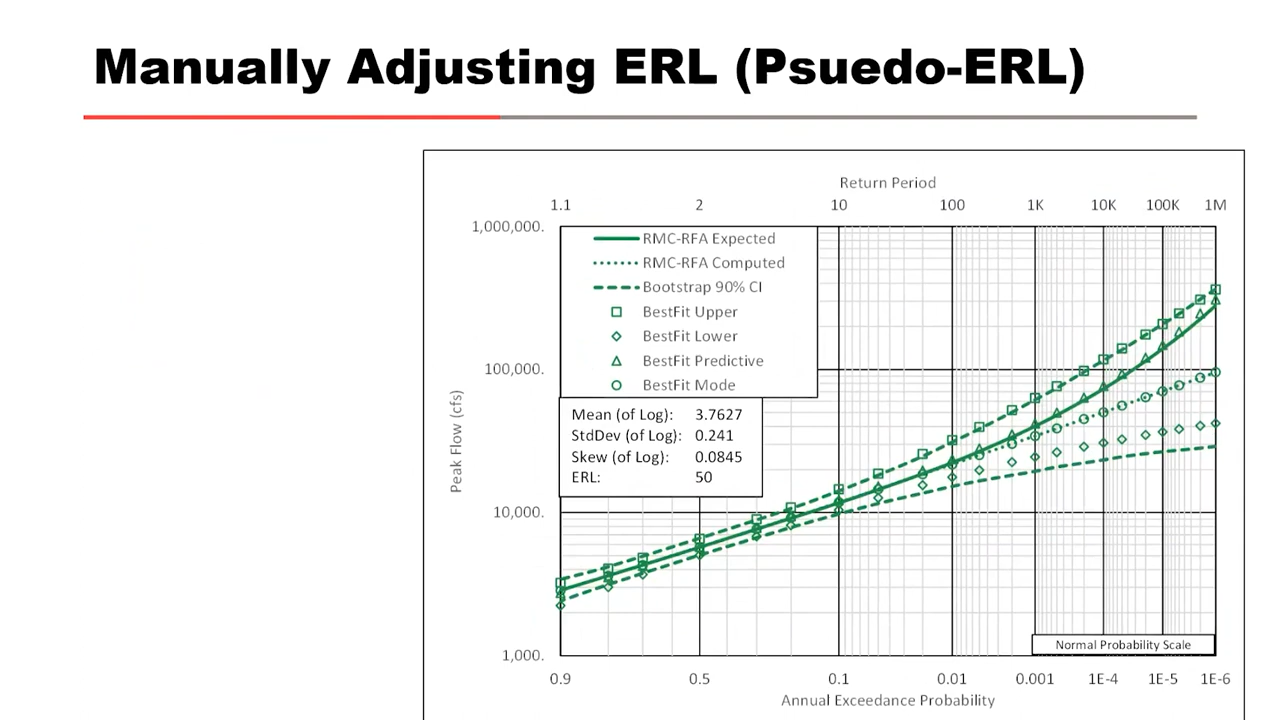 Manually Adjusting ERL (Psuedo-ERL)
Return Period
1.1 2 10 100 1K 10K 100K 1M
1,000,000.
RMC-RFA Expected
RMC-RFA Computed
Bootstrap 90% CI
BestFit Upper
BestFit Lower
BestFit Predictive
BestFit Mode
100,000.
Mean (of Log): 3.7627
StdDev (of Log): 0.241
Skew (of Log): 0.0845
ERL: 50
Peak Flow (cfs)
10,000.
Normal Probability Scale
1,000.
0.9 0.5 0.1 0.01 0.001 1E-4 1E-5 1E-6
Annual Exceedance Probability